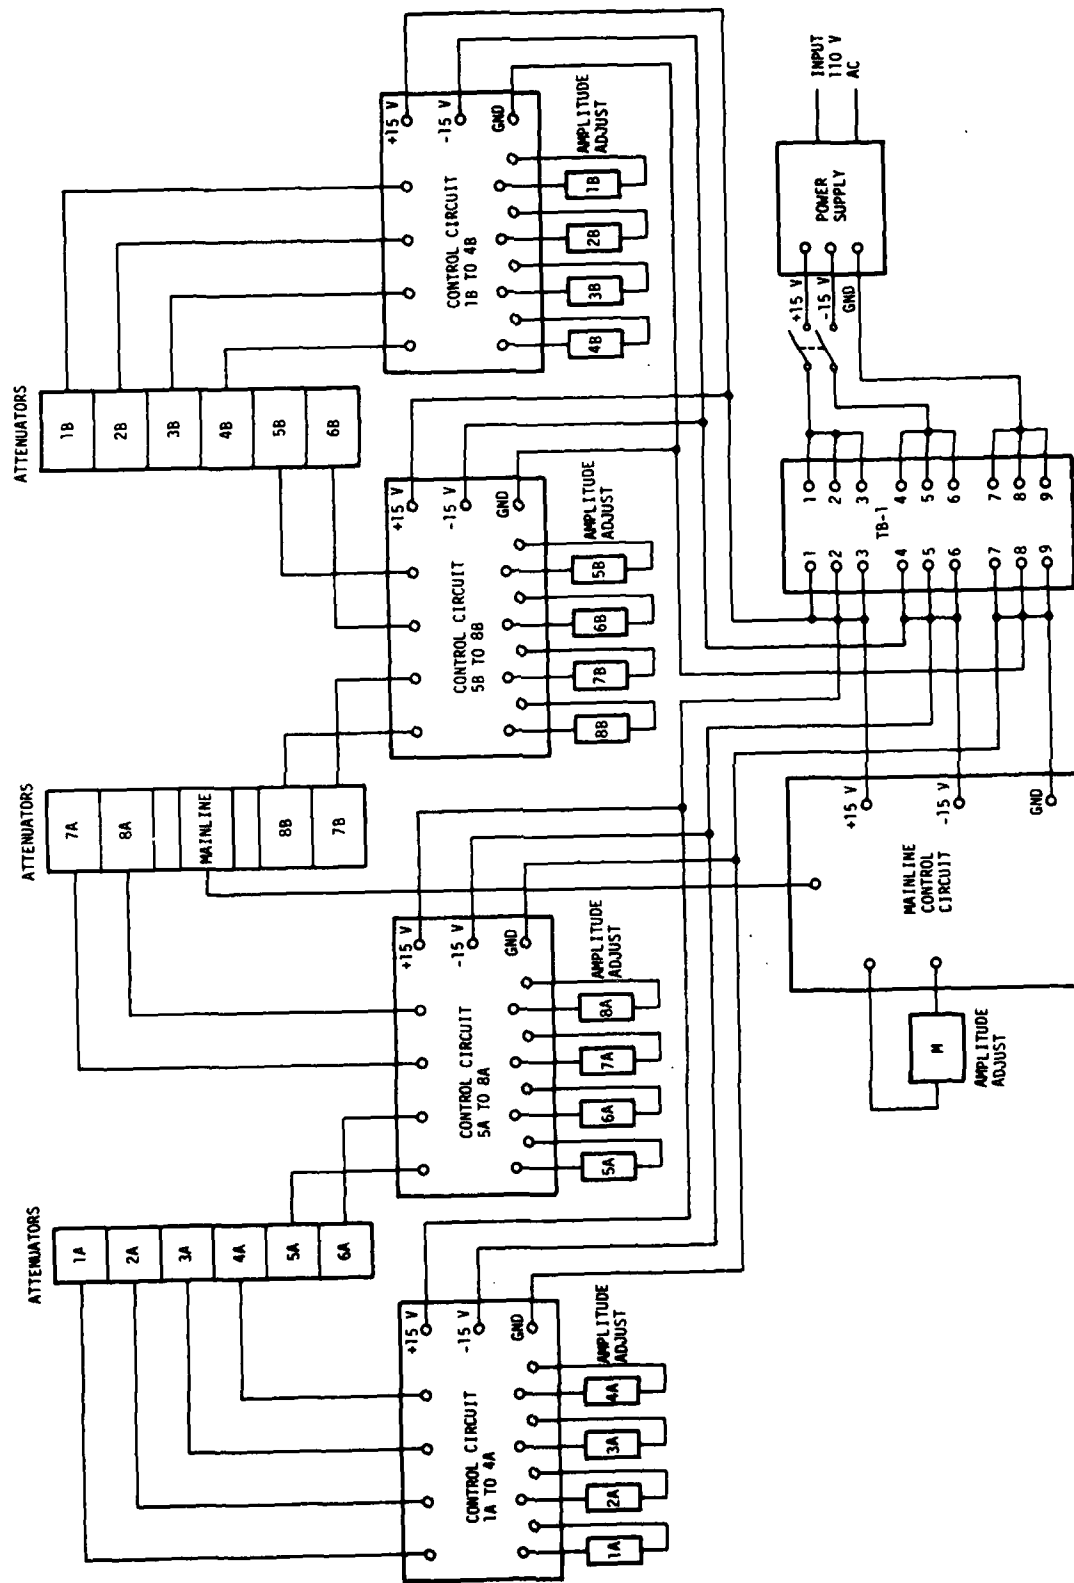 ATTENUATORS
1A
2A
3A
4A
5A
6A
ATTENUATORS
7A
8A
MAINLINE
8B
7B
ATTENUATORS
1B
2B
3B
4B
5B
6B
CONTROL CIRCUIT
1A TO 4A
+15 V
-15 V
GND
1A
2A
3A
4A
AMPLITUDE
ADJUST
CONTROL CIRCUIT
5A TO 8A
+15 V
-15 V
GND
5A
6A
7A
8A
AMPLITUDE
ADJUST
CONTROL CIRCUIT
5B TO 8B
+15 V
-15 V
GND
8B
7B
6B
5B
AMPLITUDE
ADJUST
CONTROL CIRCUIT
1B TO 4B
+15 V
-15 V
GND
4B
3B
2B
1B
AMPLITUDE
ADJUST
M
AMPLITUDE
ADJUST
MAINLINE
CONTROL
CIRCUIT
+15 V
-15 V
GND
TB-1
1
2
3
4
5
6
7
8
9
1
2
3
4
5
6
7
8
9
+15 V
-15 V
GND
POWER
SUPPLY
INPUT
110 V
AC